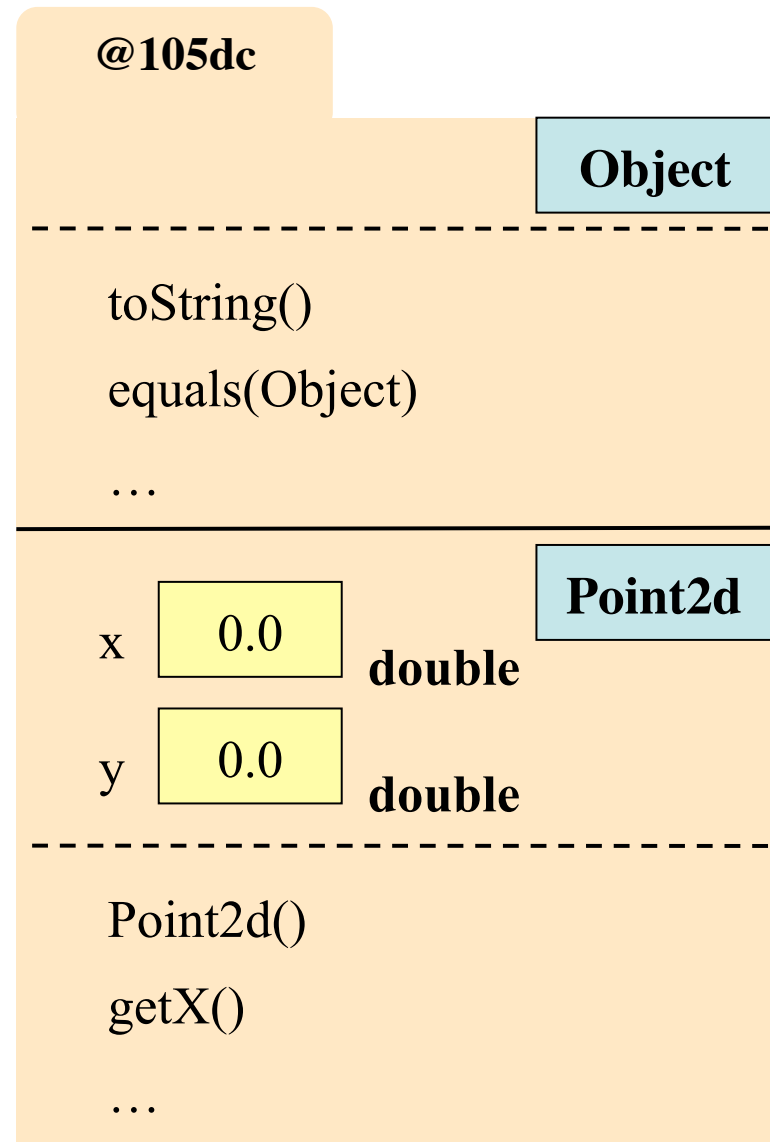 @105dc
Object
toString()
equals(Object)
…
Point2d
x 0.0 double
y 0.0 double
Point2d()
getX()
…